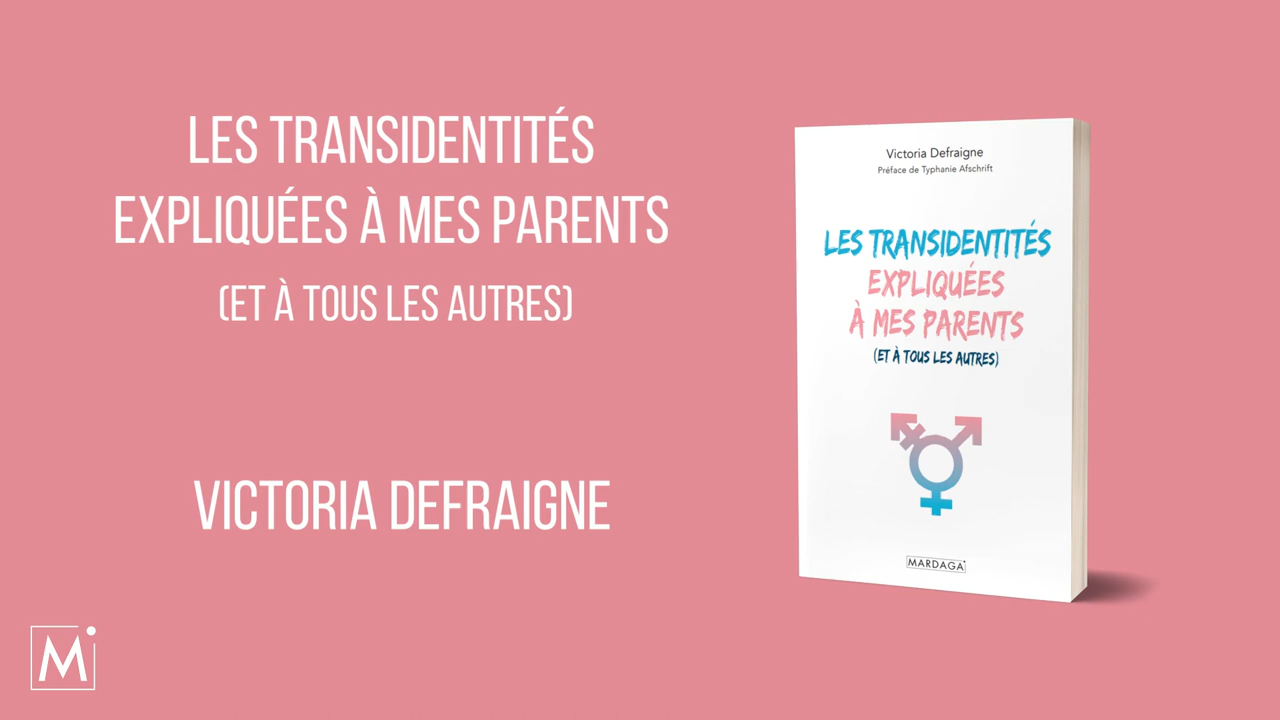 LES TRANSIDENTITÉS
EXPLIQUÉES À MES PARENTS
(ET À TOUS LES AUTRES)
VICTORIA DEFRAIGNE
M
Victoria Defraigne
Préface de Typhanie Afschrift
LES TRANSIDENTITÉS
EXPLIQUÉES
À MES PARENTS
(ET À TOUS LES AUTRES)
MARDAGA